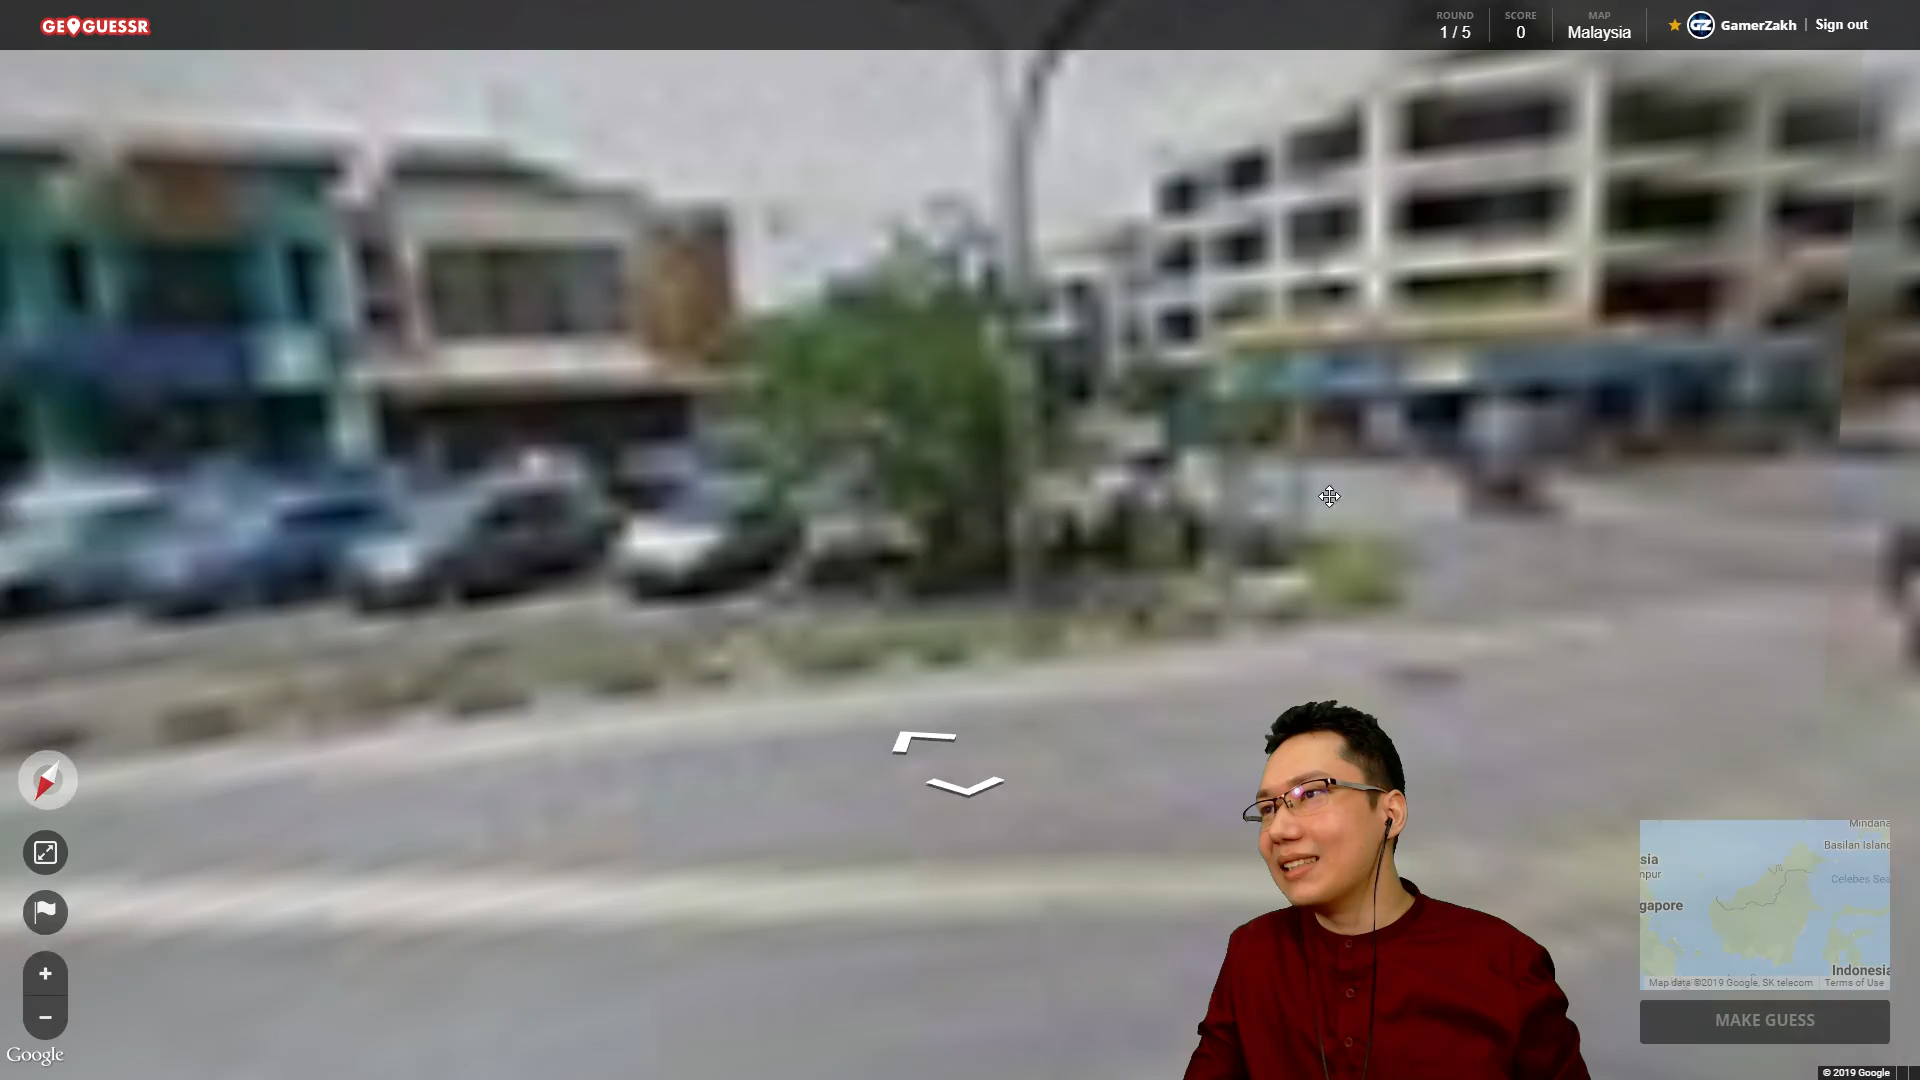 GEOGUESSR
ROUND
1 / 5
SCORE
0
MAP
Malaysia
GZ
GamerZakh
Sign out
Mindana
Basilan Island
sia
npur
Celebes Sea
gapore
Indonesia
Map data ©2019 Google, SK telecom
Terms of Use
MAKE GUESS
Google
© 2019 Google